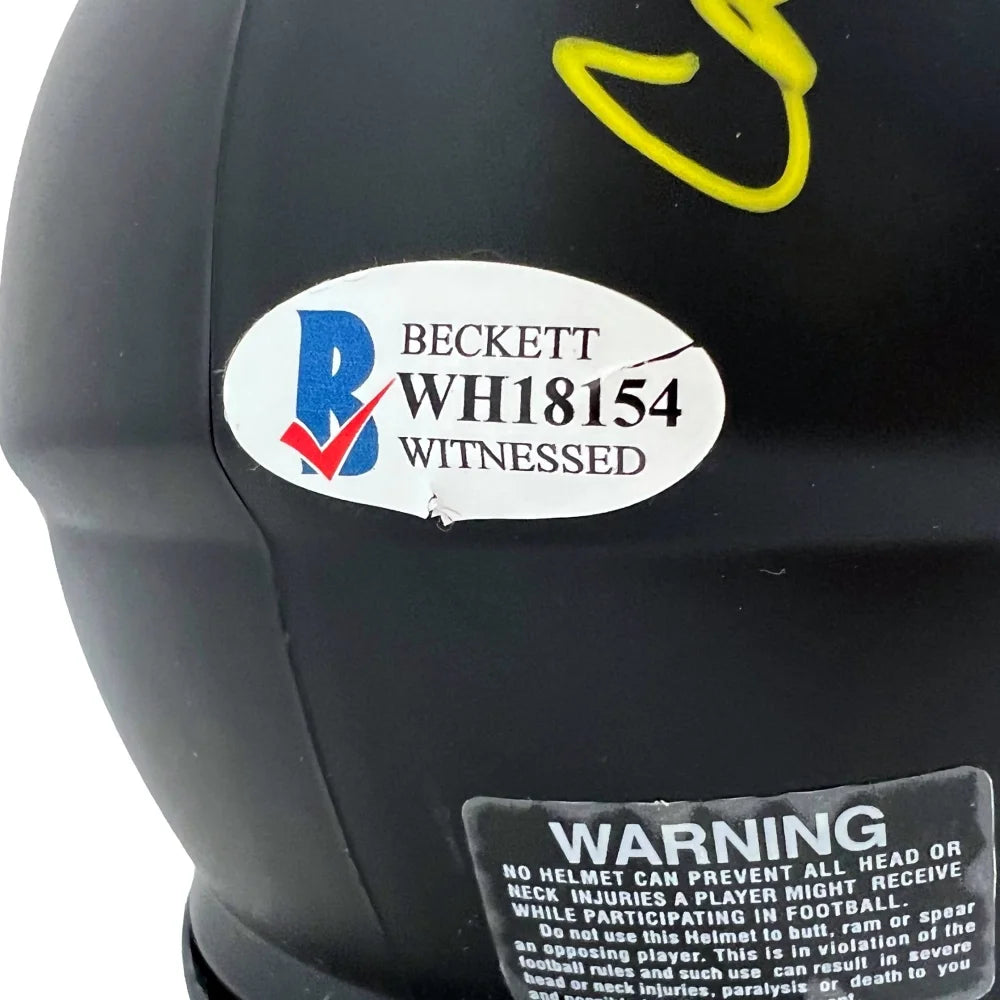 BECKETT
WH18154
WITNESSED
WARNING
NO HELMET CAN PREVENT ALL HEAD OR
NECK INJURIES A PLAYER MIGHT RECEIVE
WHILE PARTICIPATING IN FOOTBALL.
Do not use this Helmet to butt, ram or spear
an opposing player. This is in violation of the
football rules and such use can result in severe
head or neck injuries, paralysis or death to you
and